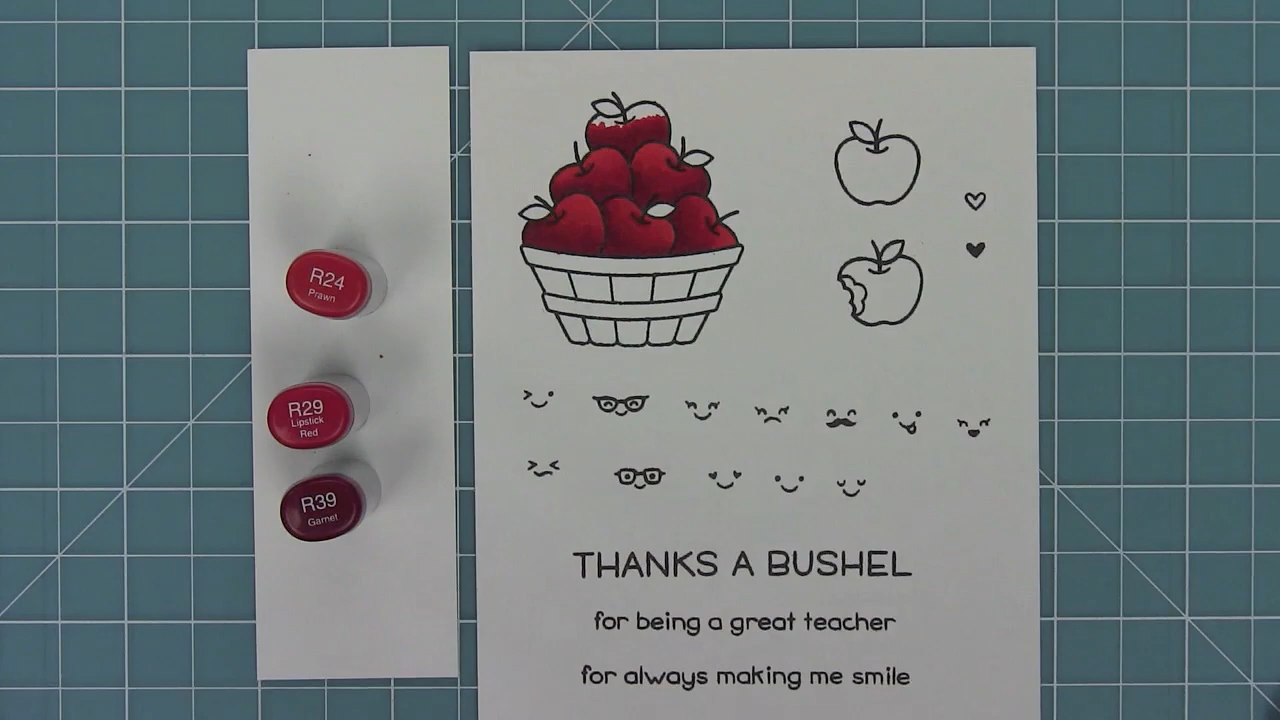 R24
Prawn
R29
Lipstick
Red
R39
Garnet
THANKS A BUSHEL
for being a great teacher
for always making me smile